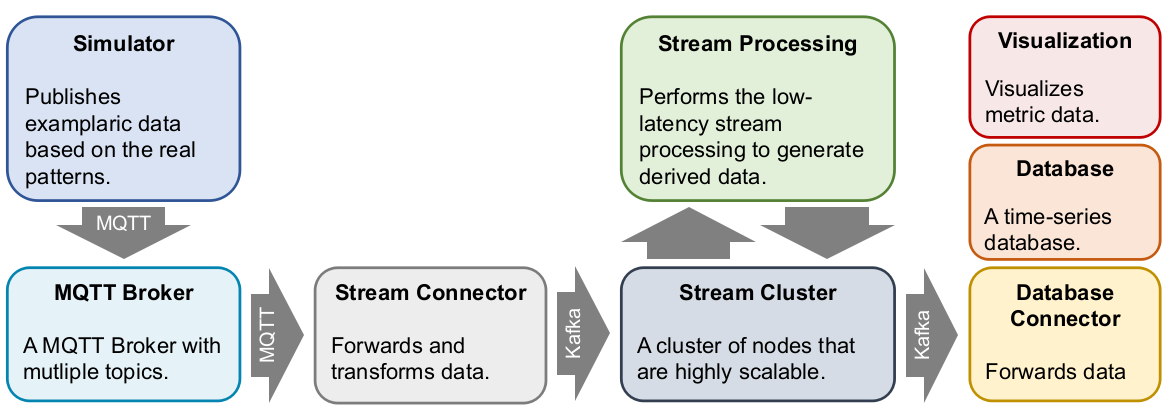 Simulator
Publishes
examplaric data
based on the real
patterns.
MQTT
MQTT Broker
A MQTT Broker with
mutliple topics.
MQTT
Stream Connector
Forwards and
transforms data.
Kafka
Stream Processing
Performs the low-
latency stream
processing to generate
derived data.
Stream Cluster
A cluster of nodes that
are highly scalable.
Kafka
Visualization
Visualizes
metric data.
Database
A time-series
database.
Database
Connector
Forwards data